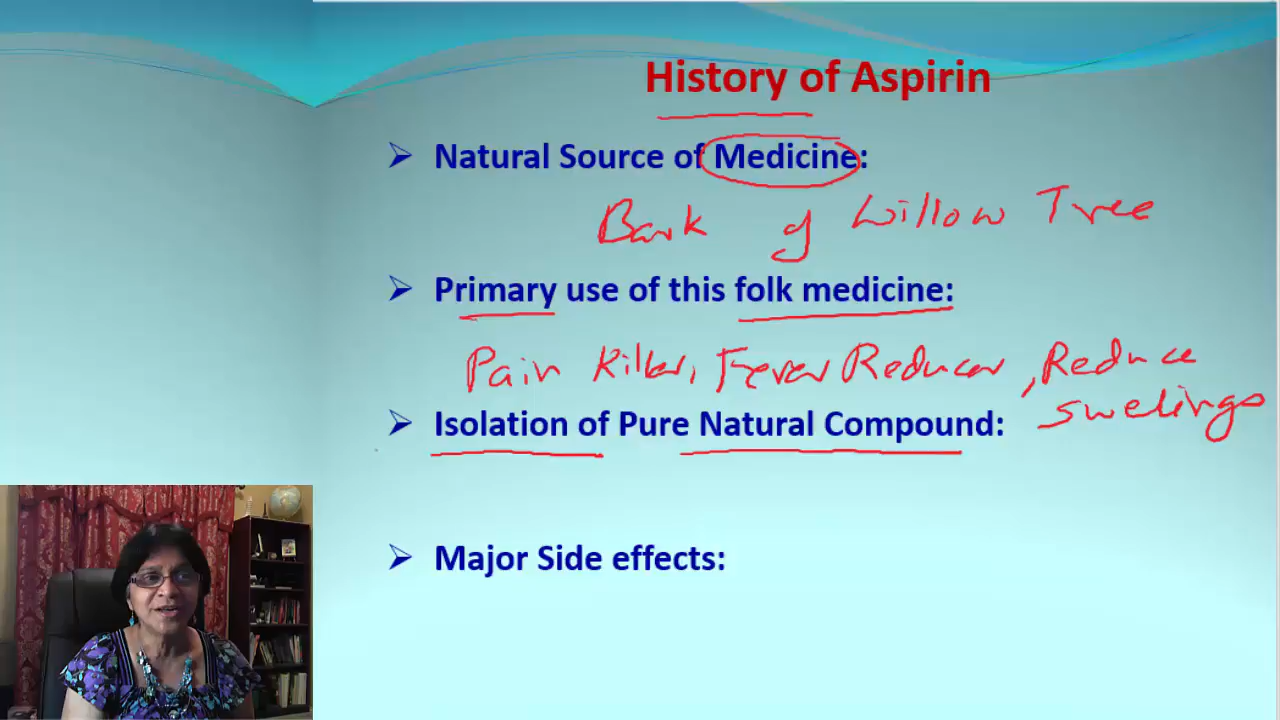 History of Aspirin
Natural Source of Medicine:
Bark of Willow Tree
Primary use of this folk medicine:
Pain Killer, Fever Reducer, Reduce
swelings
Isolation of Pure Natural Compound:
Major Side effects: